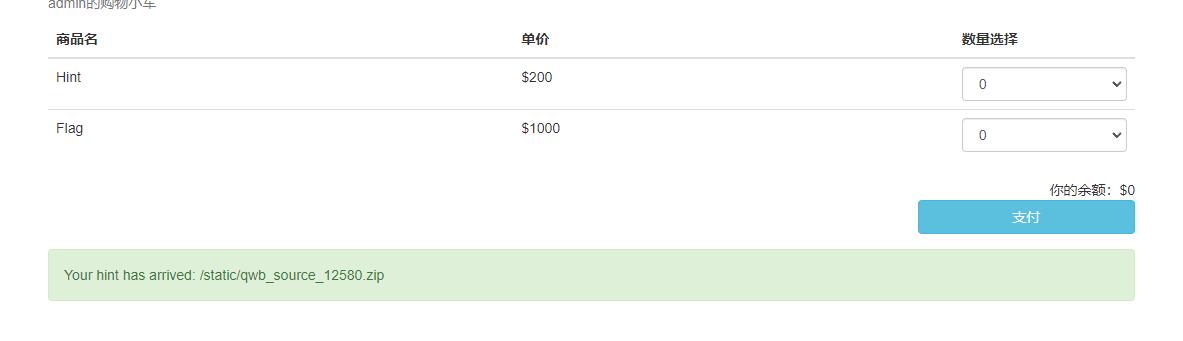 admin的购物小车
商品名 单价 数量选择
Hint $200 0
Flag $1000 0
你的余额：$0
支付
Your hint has arrived: /static/qwb_source_12580.zip